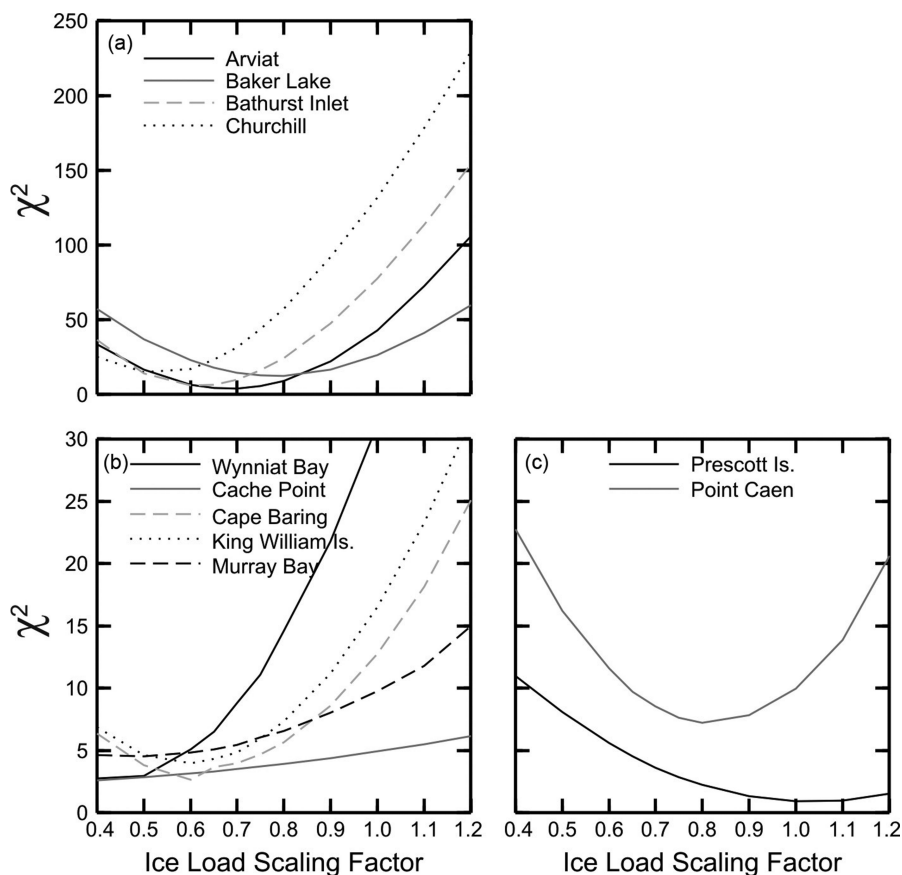 250
200
150
100
50
0
χ2
(a)
Arviat
Baker Lake
Bathurst Inlet
Churchill
30
25
20
15
10
5
0
χ2
(b)
Wynniat Bay
Cache Point
Cape Baring
King William Is.
Murray Bay
0.4 0.5 0.6 0.7 0.8 0.9 1.0 1.1 1.2
Ice Load Scaling Factor
(c)
Prescott Is.
Point Caen
0.4 0.5 0.6 0.7 0.8 0.9 1.0 1.1 1.2
Ice Load Scaling Factor